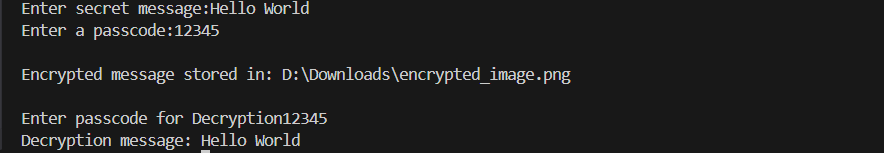 Enter secret message:Hello World
Enter a passcode:12345
Encrypted message stored in: D:\Downloads\encrypted_image.png
Enter passcode for Decryption12345
Decryption message: Hello World